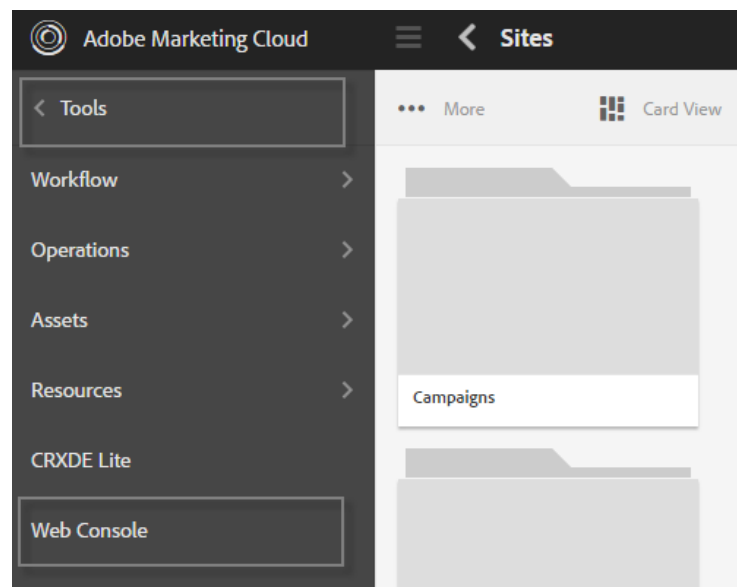 Adobe Marketing Cloud
Sites
Tools
More
Card View
Workflow
Operations
Assets
Resources
Campaigns
CRXDE Lite
Web Console